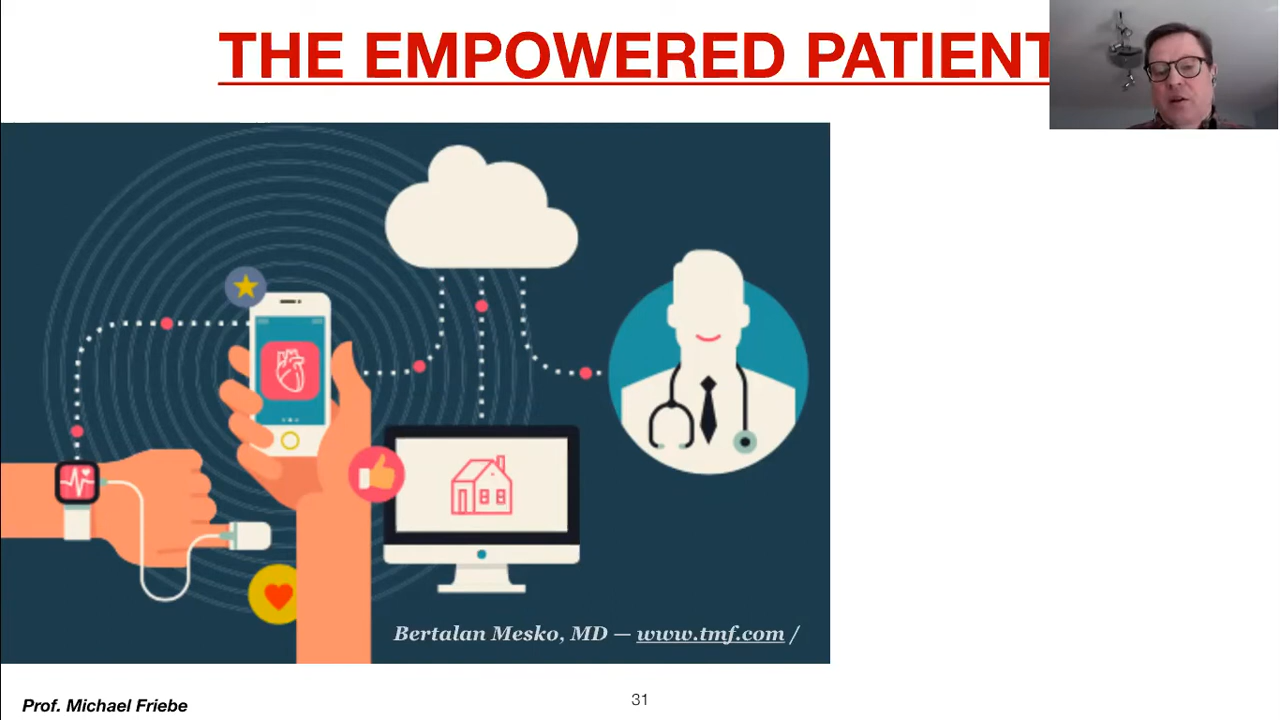 THE EMPOWERED PATIENT
Bertalan Mesko, MD — www.tmf.com /
Prof. Michael Friebe
31